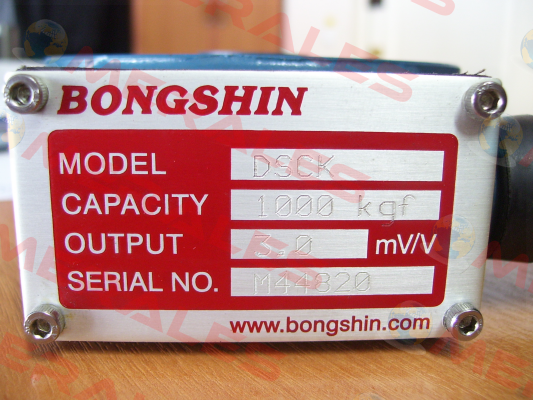 BONGSHIN
MODEL DSCK
CAPACITY 1000 kgf
OUTPUT 3.0 mV/V
SERIAL NO. M44820
www.bongshin.com